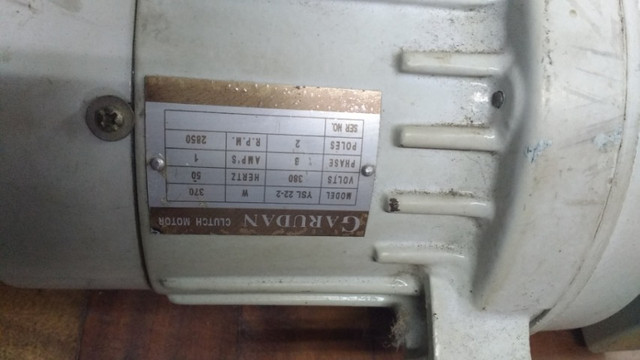 GARUDAN CLUTCH MOTOR
MODEL YSL 22-2 W 370
VOLTS 380 HERTZ 50
PHASE 3 AMP'S 1
POLES 2 R.P.M. 2850
SER NO.